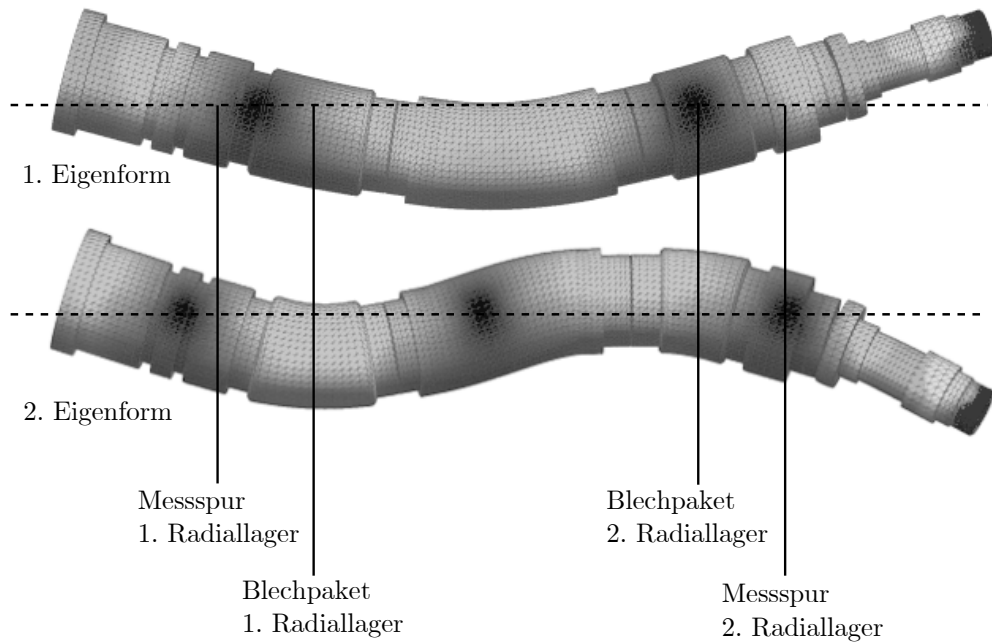 1. Eigenform
2. Eigenform
Messspur
1. Radiallager
Blechpaket
2. Radiallager
Blechpaket
1. Radiallager
Messspur
2. Radiallager